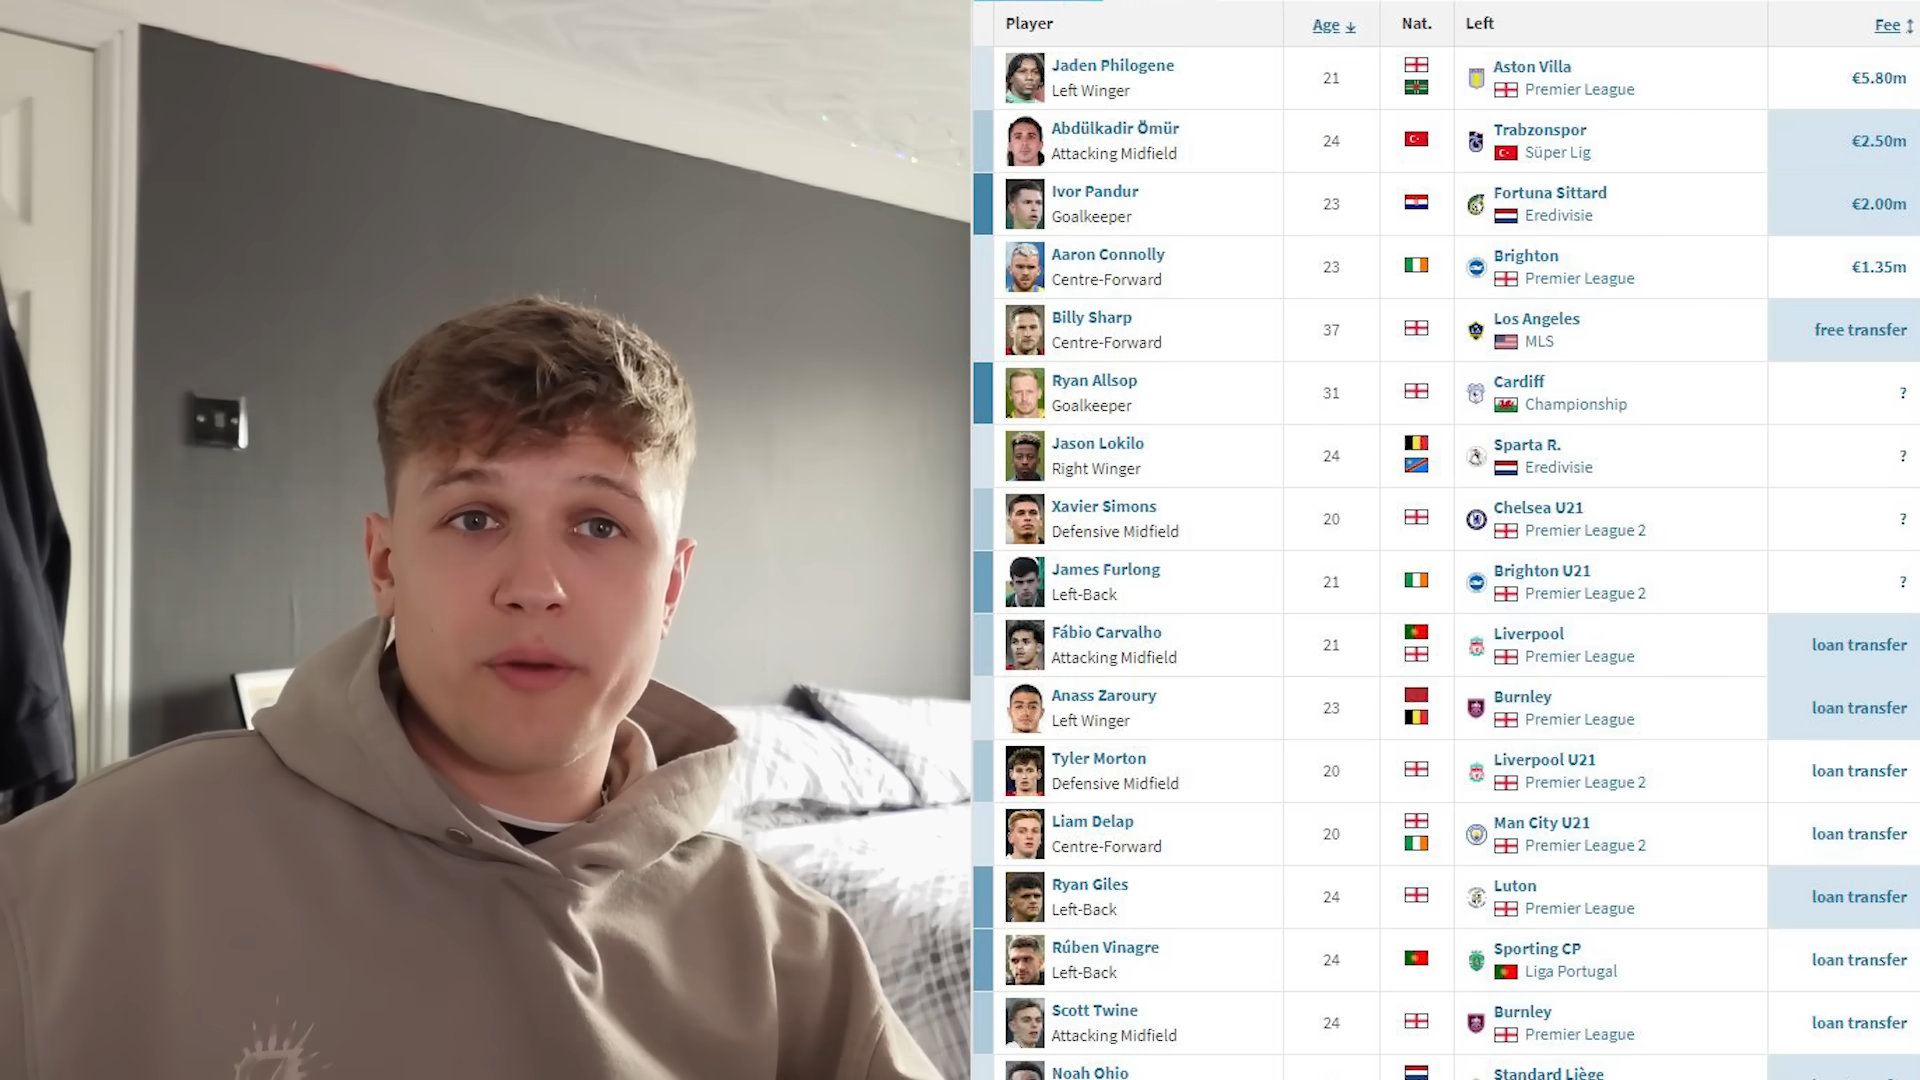 Player Age Nat. Left Fee
Jaden Philogene
Left Winger
21
Aston Villa
Premier League
€5.80m
Abdülkadir Ömür
Attacking Midfield
24
Trabzonspor
Süper Lig
€2.50m
Ivor Pandur
Goalkeeper
23
Fortuna Sittard
Eredivisie
€2.00m
Aaron Connolly
Centre-Forward
23
Brighton
Premier League
€1.35m
Billy Sharp
Centre-Forward
37
Los Angeles
MLS
free transfer
Ryan Allsop
Goalkeeper
31
Cardiff
Championship
?
Jason Lokilo
Right Winger
24
Sparta R.
Eredivisie
?
Xavier Simons
Defensive Midfield
20
Chelsea U21
Premier League 2
?
James Furlong
Left-Back
21
Brighton U21
Premier League 2
?
Fábio Carvalho
Attacking Midfield
21
Liverpool
Premier League
loan transfer
Anass Zaroury
Left Winger
23
Burnley
Premier League
loan transfer
Tyler Morton
Defensive Midfield
20
Liverpool U21
Premier League 2
loan transfer
Liam Delap
Centre-Forward
20
Man City U21
Premier League 2
loan transfer
Ryan Giles
Left-Back
24
Luton
Premier League
loan transfer
Rúben Vinagre
Left-Back
24
Sporting CP
Liga Portugal
loan transfer
Scott Twine
Attacking Midfield
24
Burnley
Premier League
loan transfer
Noah Ohio
Standard Liège